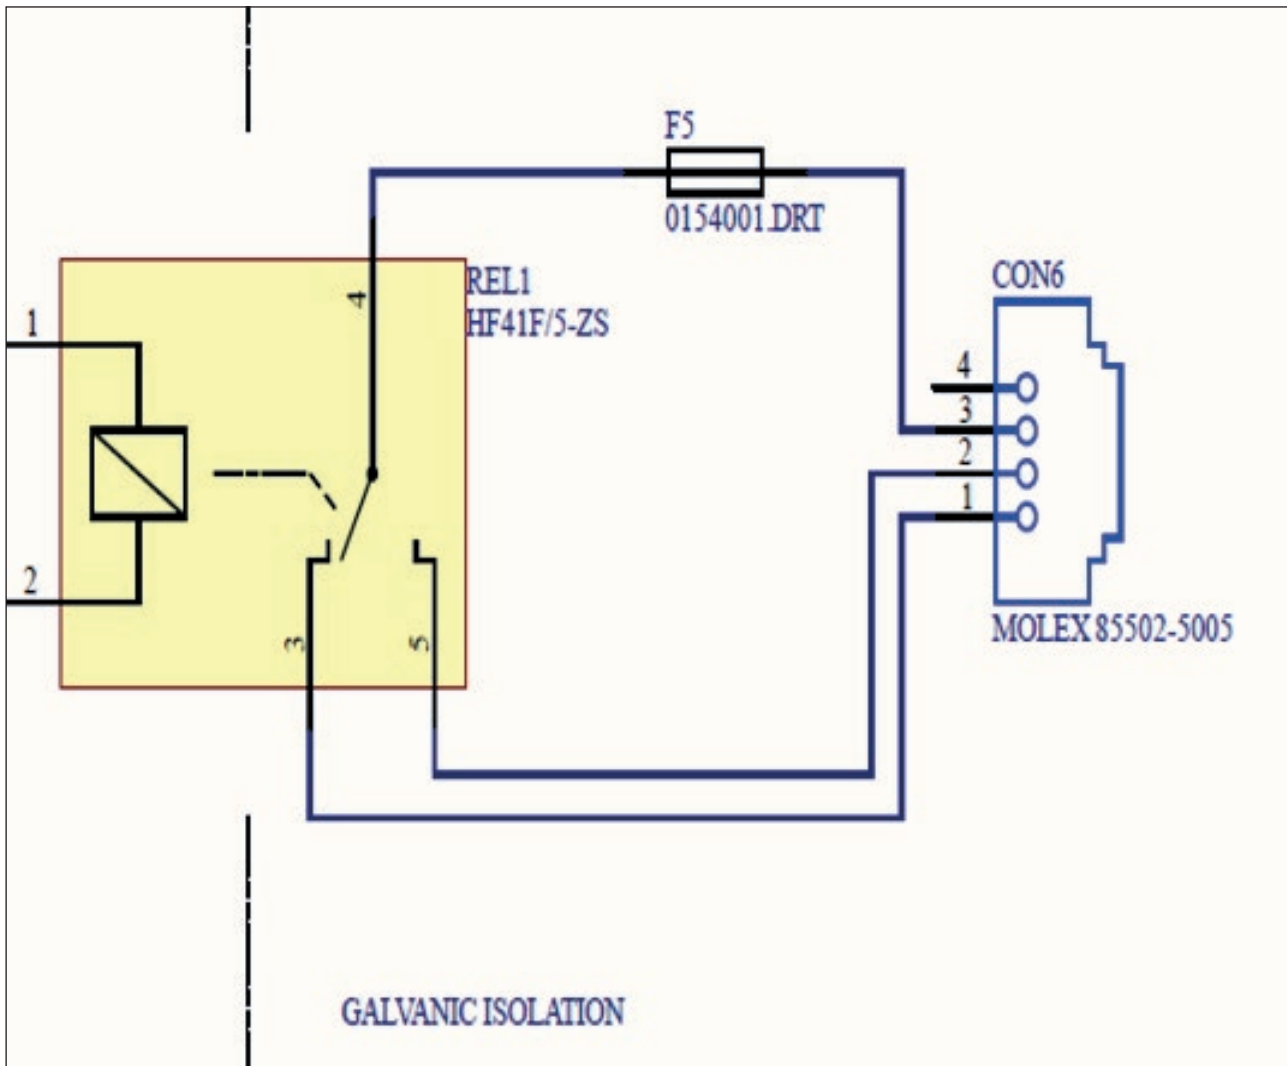 F5
0154001.DRT
REL1
HF41F/5-ZS
CON6
1
4
4
3
2
1
2
3
5
MOLEX 85502-5005
GALVANIC ISOLATION